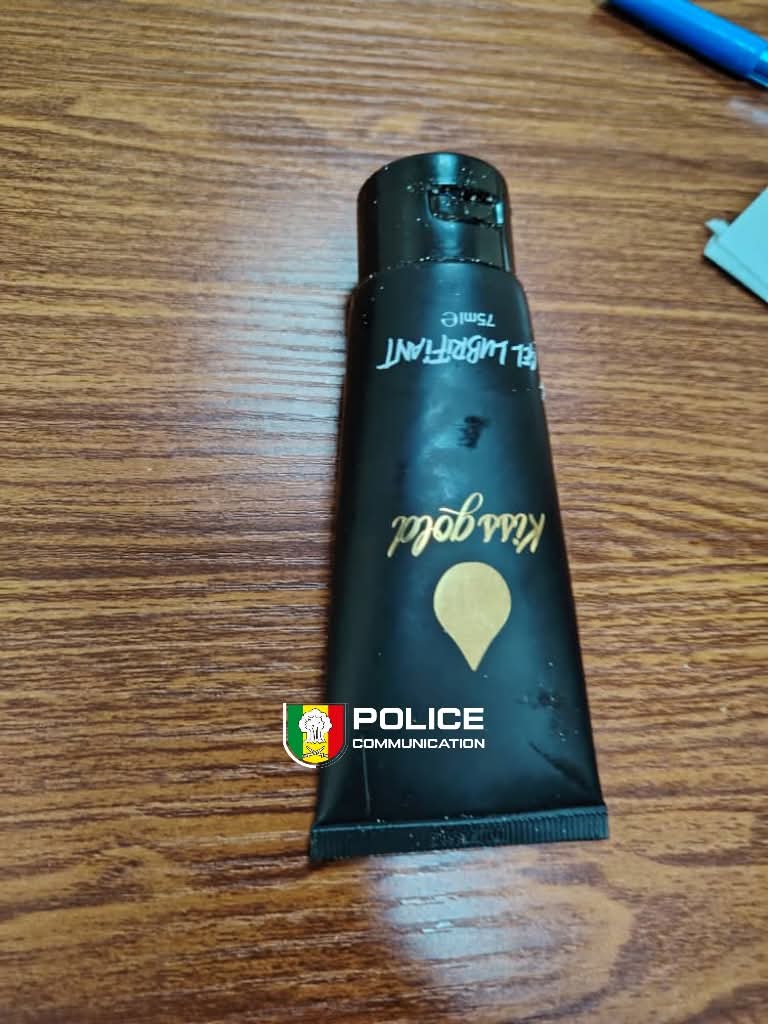 Kiss gold
GEL LUBRIFIANT
75ml℮
POLICE
COMMUNICATION